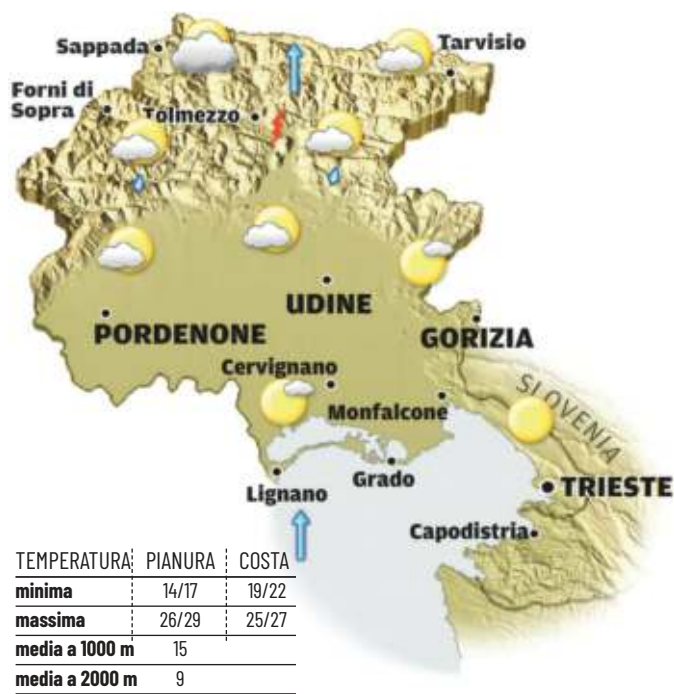 Sappada
Tarvisio
Forni di
Sopra
Tolmezzo
UDINE
PORDENONE
GORIZIA
Cervignano
SLOVENIA
Monfalcone
Grado
Lignano
TRIESTE
Capodistria
TEMPERATURA PIANURA COSTA
minima 14/17 19/22
massima 26/29 25/27
media a 1000 m 15
media a 2000 m 9